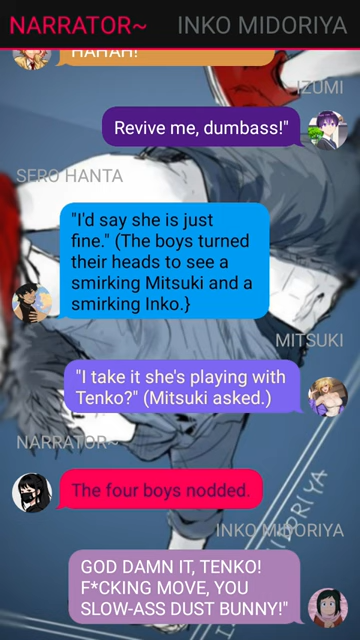 NARRATOR~ INKO MIDORIYA
HAHAH!
IZUMI
Revive me, dumbass!"
SERO HANTA
"I'd say she is just
fine." (The boys turned
their heads to see a
smirking Mitsuki and a
smirking Inko.}
MITSUKI
"I take it she's playing with
Tenko?" (Mitsuki asked.)
NARRATOR~
The four boys nodded.
INKO MIDORIYA
GOD DAMN IT, TENKO!
F*CKING MOVE, YOU
SLOW-ASS DUST BUNNY!"